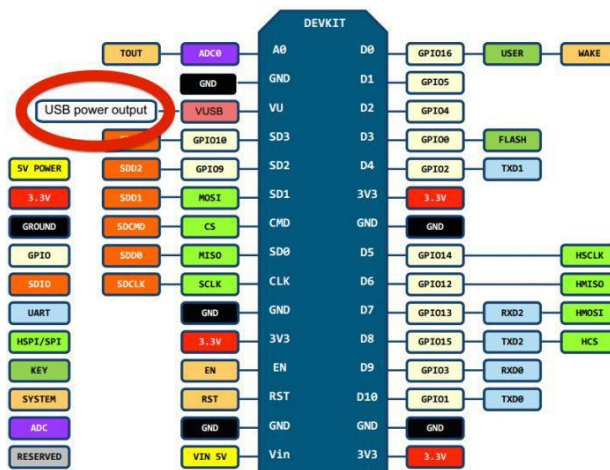 DEVKIT
TOUT ADC0 A0 D0 GPIO16 USER WAKE
GND GND D1 GPIO5
USB power output VUSB VU D2 GPIO4
GPIO10 SD3 D3 GPIO0 FLASH
5V POWER SDD2 GPIO9 SD2 D4 GPIO2 TXD1
3.3V SDD1 MOSI SD1 3V3 3.3V
GROUND SDCMD CS CMD GND GND
GPIO SDD0 MISO SD0 D5 GPIO14 HSCLK
SDIO SDCLK SCLK CLK D6 GPIO12 HMISO
UART GND GND D7 GPIO13 RXD2 HMOSI
HSPI/SPI 3.3V 3V3 D8 GPIO15 TXD2 HCS
KEY EN EN D9 GPIO3 RXD0
SYSTEM RST RST D10 GPIO1 TXD0
ADC GND GND GND GND
RESERVED VIN 5V Vin 3V3 3.3V